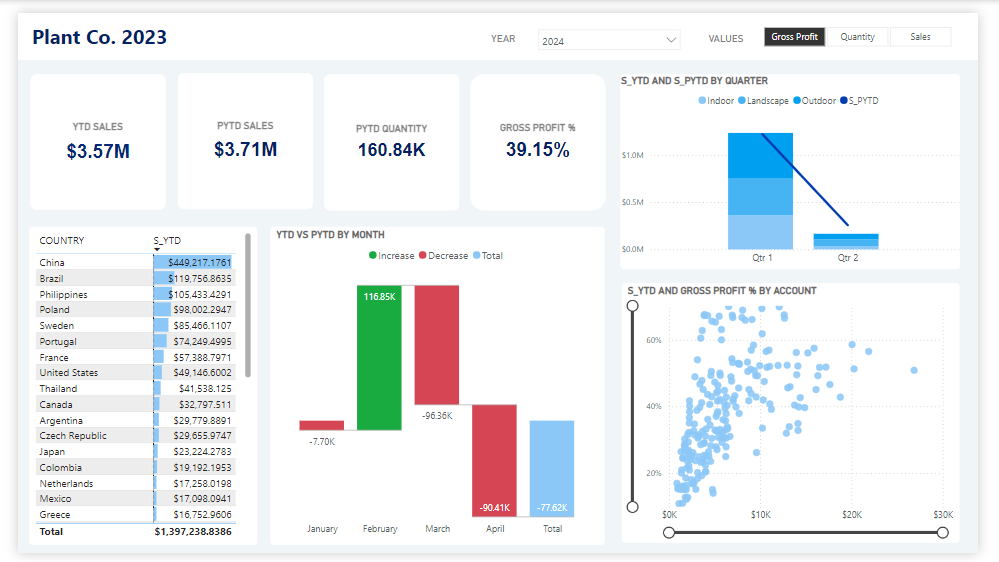 Plant Co. 2023
YEAR
2024
VALUES
Gross Profit
Quantity
Sales
YTD SALES
$3.57M
PYTD SALES
$3.71M
PYTD QUANTITY
160.84K
GROSS PROFIT %
39.15%
S_YTD AND S_PYTD BY QUARTER
Indoor Landscape Outdoor S_PYTD
$1.0M
$0.5M
$0.0M
Qtr 1 Qtr 2
COUNTRY S_YTD
China $449,217.1761
Brazil $119,756.8635
Philippines $105,433.4291
Poland $98,002.2947
Sweden $85,466.1107
Portugal $74,249.4995
France $57,388.7971
United States $49,146.6002
Thailand $41,538.125
Canada $32,797.511
Argentina $29,779.8891
Czech Republic $29,655.9747
Japan $23,224.2783
Colombia $19,192.1953
Netherlands $17,258.0198
Mexico $17,098.0941
Greece $16,752.9606
Total $1,397,238.8386
YTD VS PYTD BY MONTH
Increase Decrease Total
116.85K
-7.70K
-96.36K
-90.41K
-77.62K
January February March April Total
S_YTD AND GROSS PROFIT % BY ACCOUNT
60%
40%
20%
$0K $10K $20K $30K